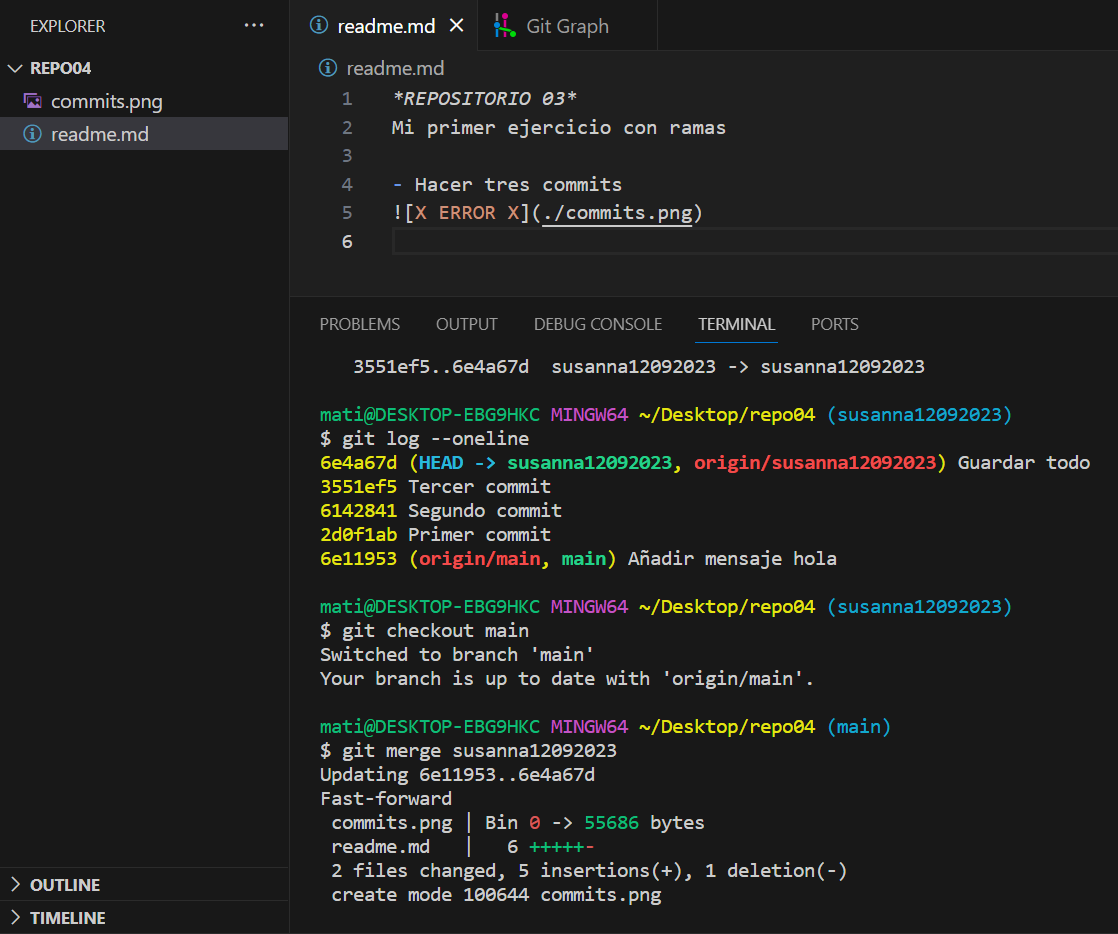 EXPLORER
···
REPO04
commits.png
readme.md
OUTLINE
TIMELINE
readme.md
Git Graph
readme.md
1 *REPOSITORIO 03*
2 Mi primer ejercicio con ramas
3
4 - Hacer tres commits
5 ![X ERROR X](./commits.png)
6
PROBLEMS OUTPUT DEBUG CONSOLE TERMINAL PORTS
3551ef5..6e4a67d  susanna12092023 -> susanna12092023
mati@DESKTOP-EBG9HKC MINGW64 ~/Desktop/repo04 (susanna12092023)
$ git log --oneline
6e4a67d (HEAD -> susanna12092023, origin/susanna12092023) Guardar todo
3551ef5 Tercer commit
6142841 Segundo commit
2d0f1ab Primer commit
6e11953 (origin/main, main) Añadir mensaje hola
mati@DESKTOP-EBG9HKC MINGW64 ~/Desktop/repo04 (susanna12092023)
$ git checkout main
Switched to branch 'main'
Your branch is up to date with 'origin/main'.
mati@DESKTOP-EBG9HKC MINGW64 ~/Desktop/repo04 (main)
$ git merge susanna12092023
Updating 6e11953..6e4a67d
Fast-forward
commits.png | Bin 0 -> 55686 bytes
readme.md   |   6 +++++-
2 files changed, 5 insertions(+), 1 deletion(-)
create mode 100644 commits.png